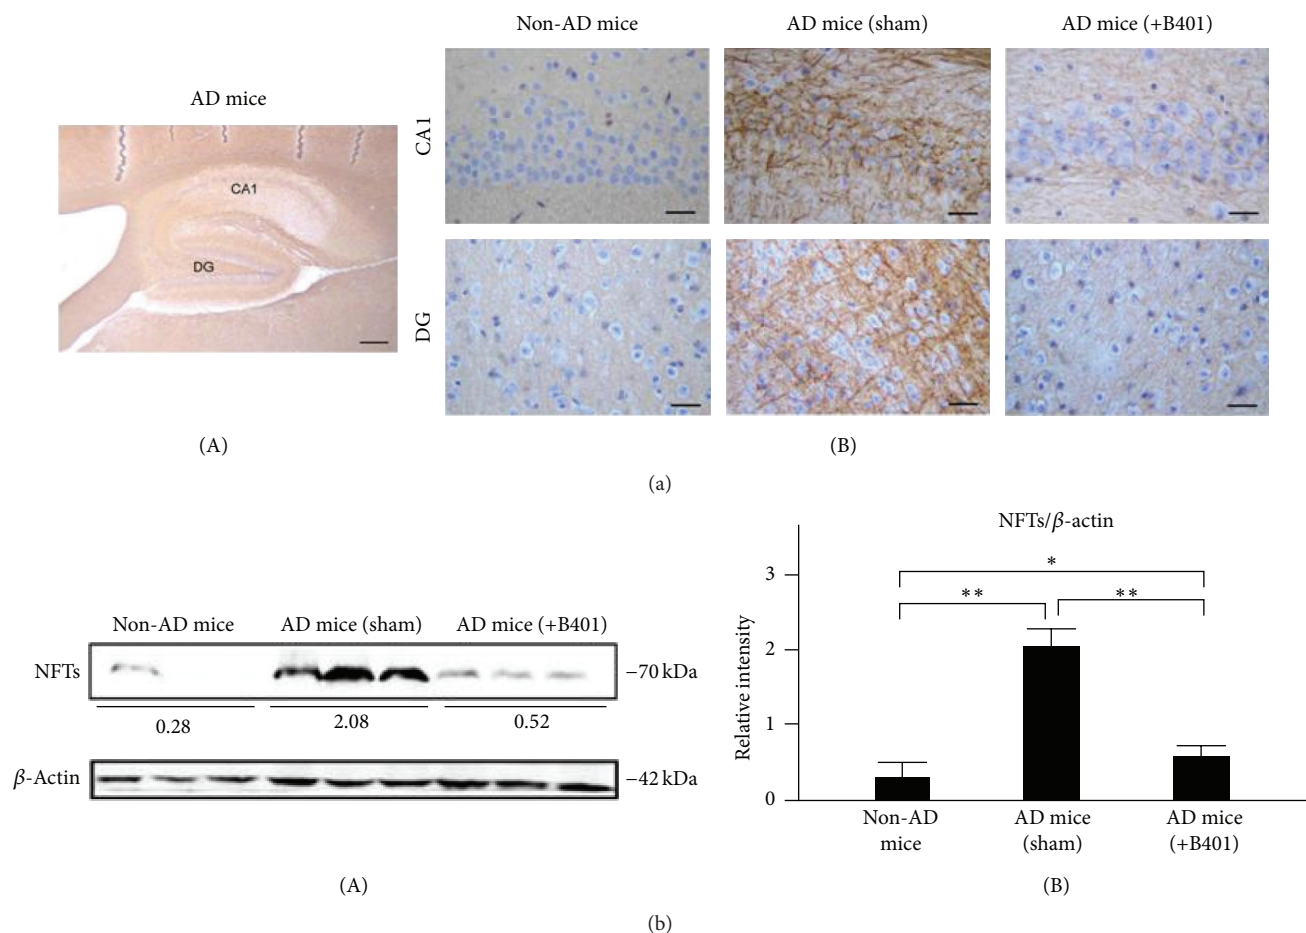 Non-AD mice
AD mice (sham)
AD mice (+B401)
AD mice
CA1
CA1
DG
DG
(A)
(B)
(a)
NFTs/β-actin
Non-AD mice
AD mice (sham)
AD mice (+B401)
NFTs
−70 kDa
0.28
2.08
0.52
β-Actin
−42 kDa
(A)
Relative intensity
3
2
1
0
*
**
**
Non-AD
mice
AD mice
(sham)
AD mice
(+B401)
(B)
(b)